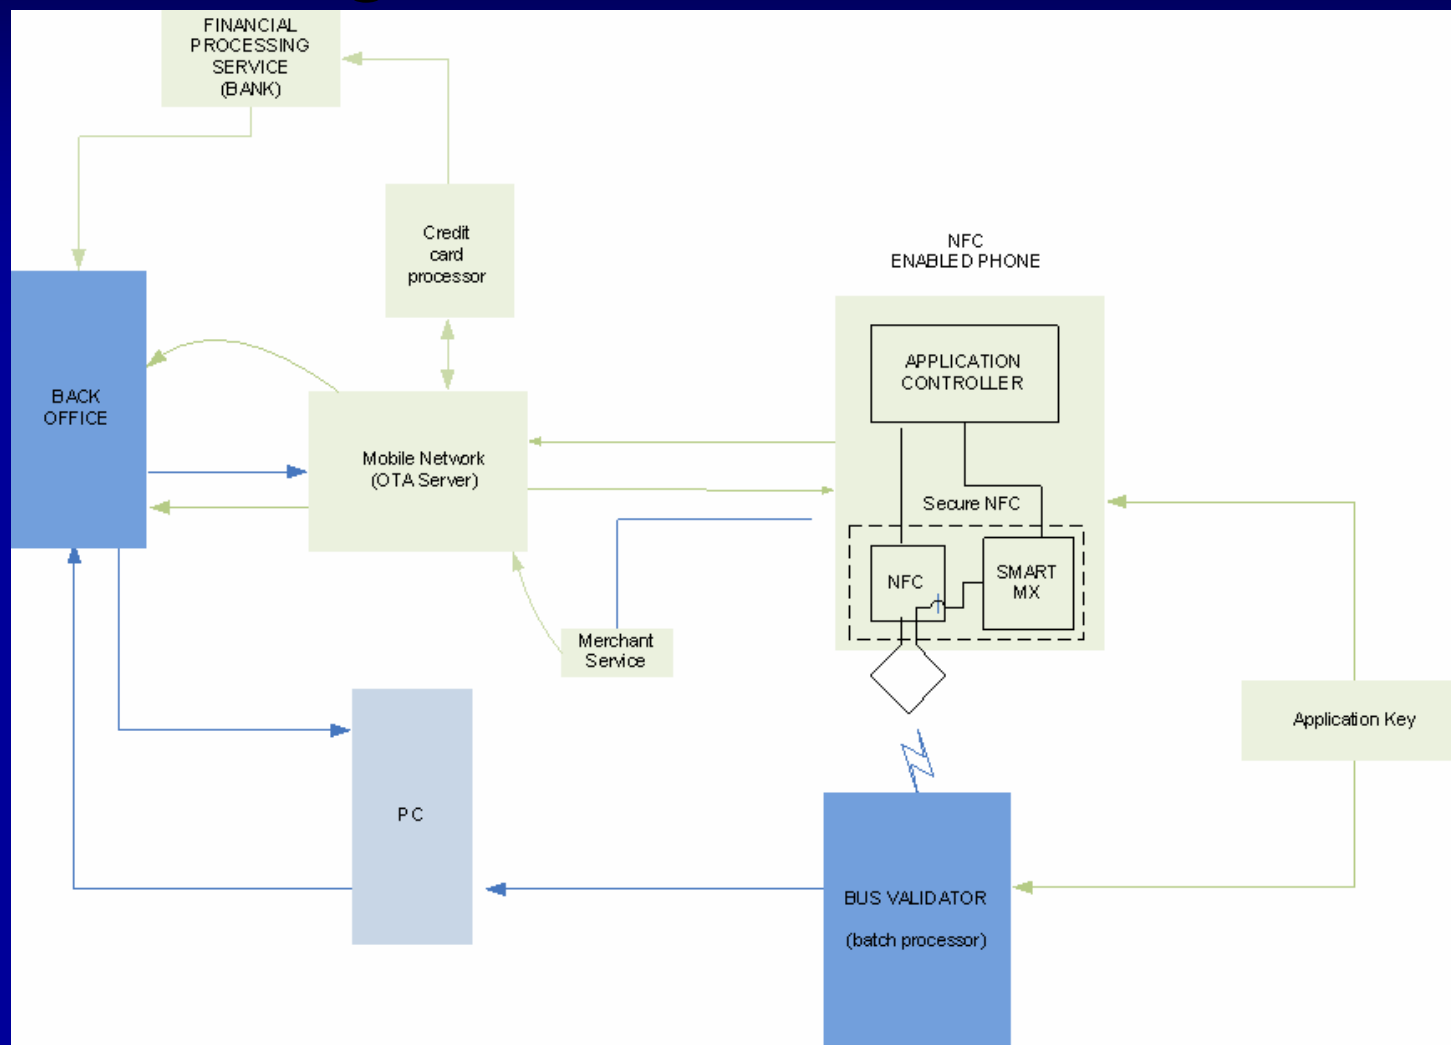 FINANCIAL
PROCESSING
SERVICE
(BANK)
Credit
card
processor
NFC
ENABLED PHONE
APPLICATION
CONTROLLER
BACK
OFFICE
Mobile Network
(OTA Server)
Secure NFC
NFC
SMART
MX
Merchant
Service
Application Key
PC
BUS VALIDATOR
(batch processor)